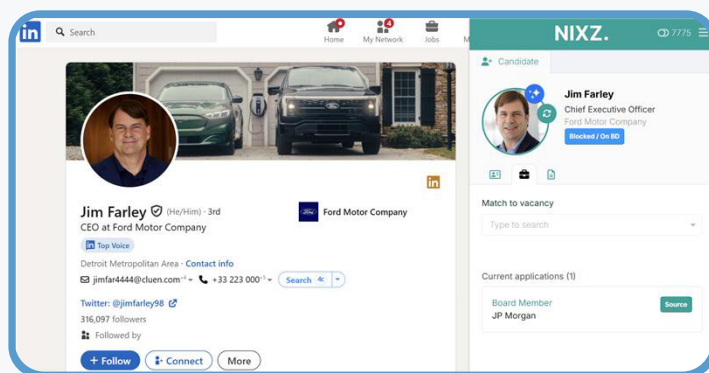 in
Search
Home
My Network
Jobs
NIXZ.
7775
Candidate
Jim Farley
Chief Executive Officer
Ford Motor Company
Blocked / On BD
Match to vacancy
Type to search
Current applications (1)
Board Member
Source
JP Morgan
in
Jim Farley (He/Him) · 3rd
Ford Motor Company
CEO at Ford Motor Company
in Top Voice
Detroit Metropolitan Area · Contact info
jimfar4444@cluen.com
+33 223 000
Search
Twitter: @jimfarley98
316,097 followers
Followed by
+ Follow
Connect
More